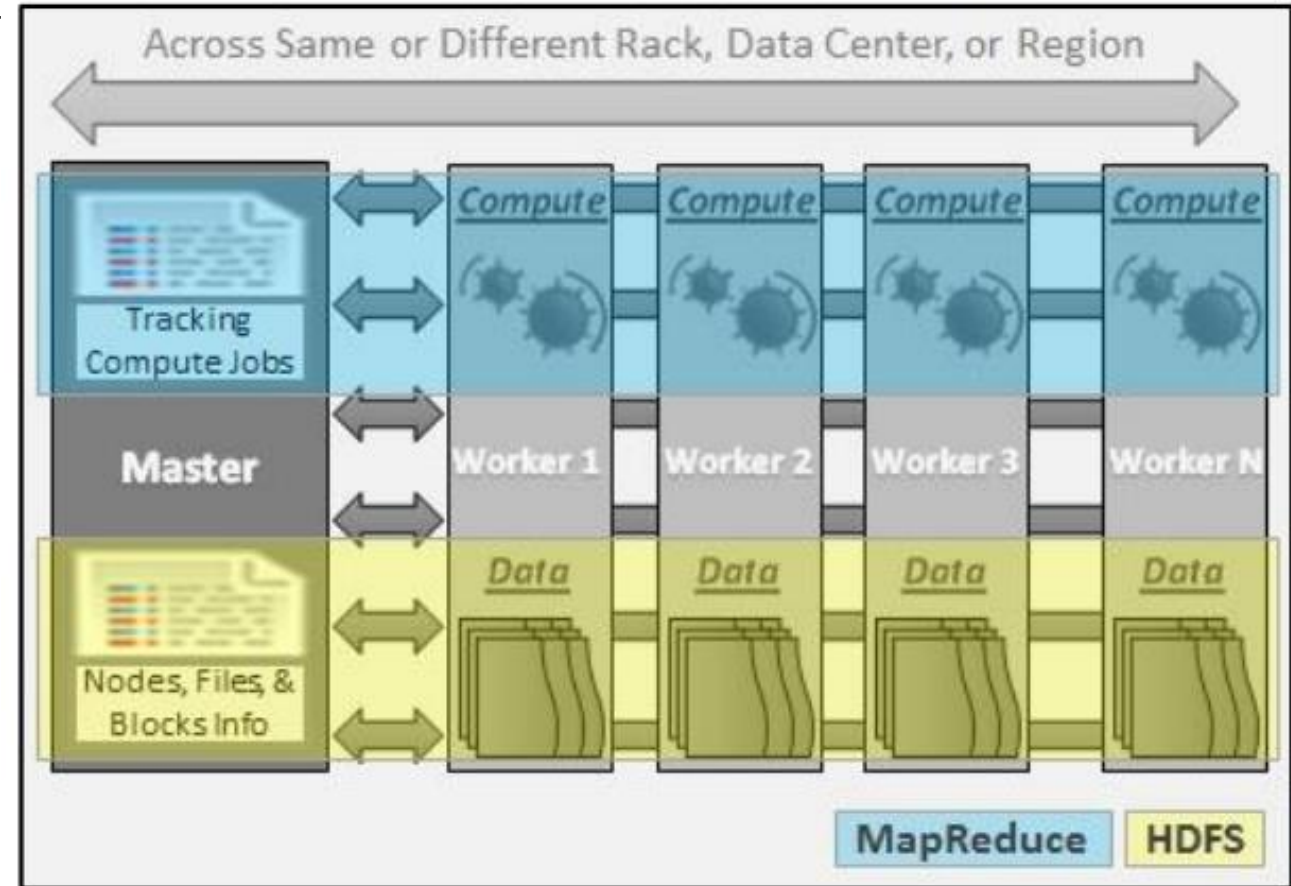 Across Same or Different Rack, Data Center, or Region
Compute
Compute
Compute
Compute
Tracking
Compute Jobs
Master
Worker 1
Worker 2
Worker 3
Worker N
Data
Data
Data
Data
Nodes, Files, &
Blocks Info
MapReduce
HDFS